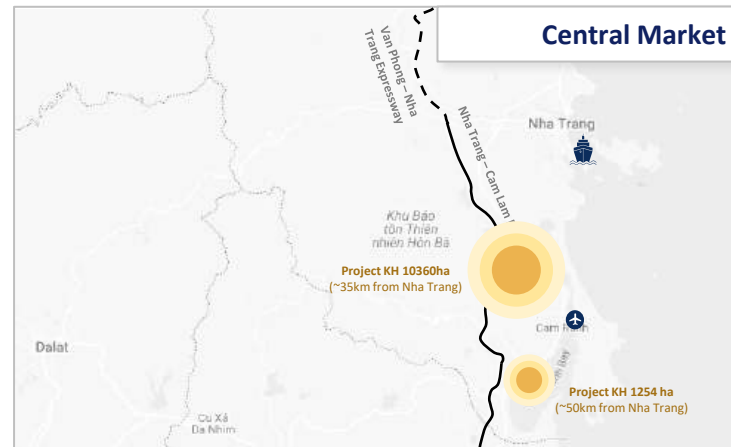 Central Market
Van Phong – Nha
Trang Expressway
Nha Trang – Cam Lam
Nha Trang
Khu Bảo
tồn Thiên
nhiên Hòn Bà
Project KH 10360ha
(~35km from Nha Trang)
Cam Ranh
Dalat
Project KH 1254 ha
(~50km from Nha Trang)
Cư Xá
Da Nhim